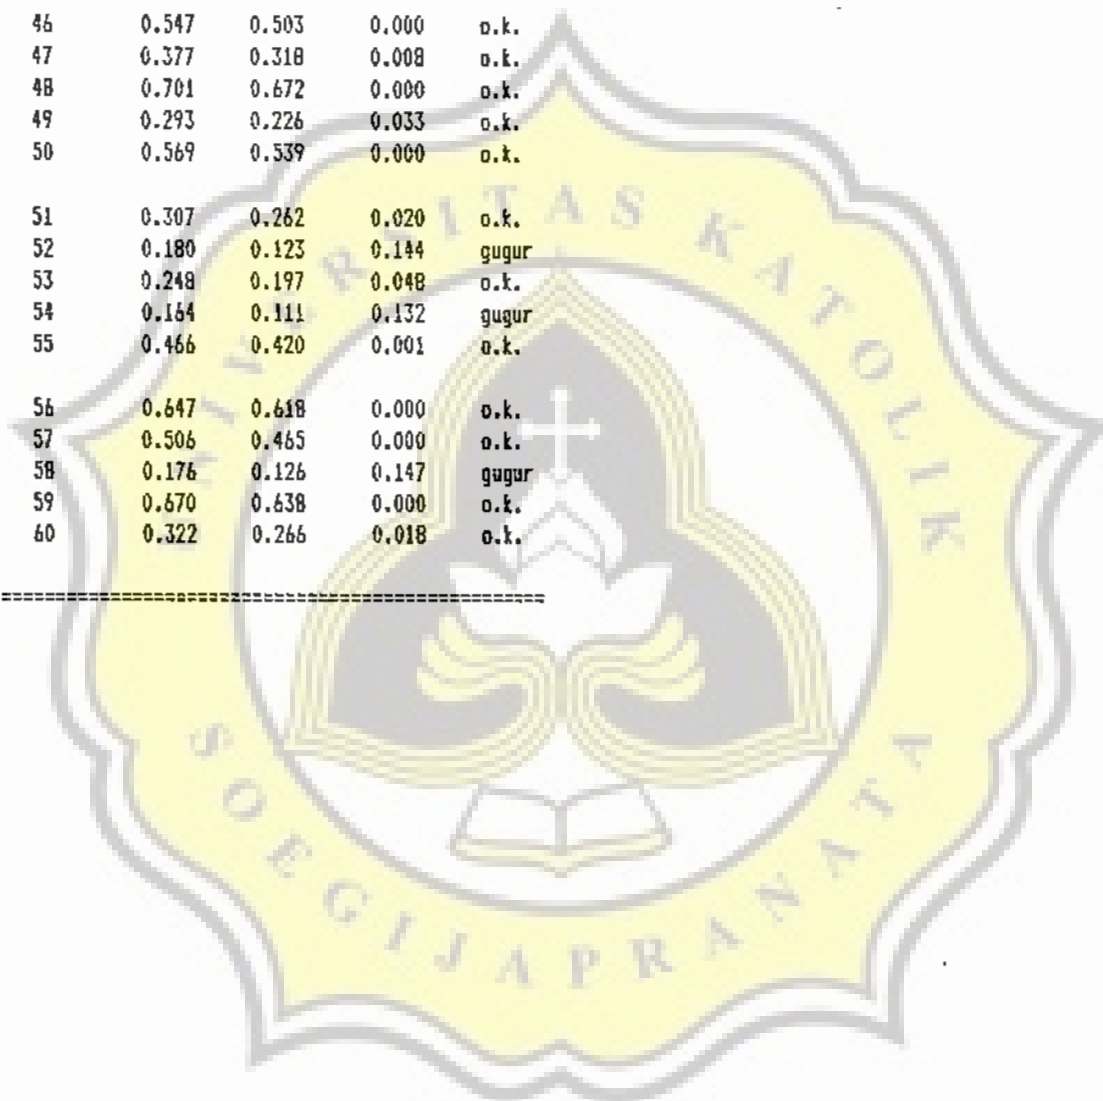 46 0.547 0.503 0.000 o.k.
47 0.377 0.318 0.008 o.k.
48 0.701 0.672 0.000 o.k.
49 0.293 0.226 0.033 o.k.
50 0.569 0.539 0.000 o.k.
51 0.307 0.262 0.020 o.k.
52 0.180 0.123 0.144 gugur
53 0.248 0.197 0.048 o.k.
54 0.164 0.111 0.132 gugur
55 0.466 0.420 0.001 o.k.
56 0.647 0.618 0.000 o.k.
57 0.506 0.465 0.000 o.k.
58 0.176 0.126 0.147 gugur
59 0.670 0.638 0.000 o.k.
60 0.322 0.266 0.018 o.k.
UNIVERSITAS KATOLIK
SOEGIJAPRANATA